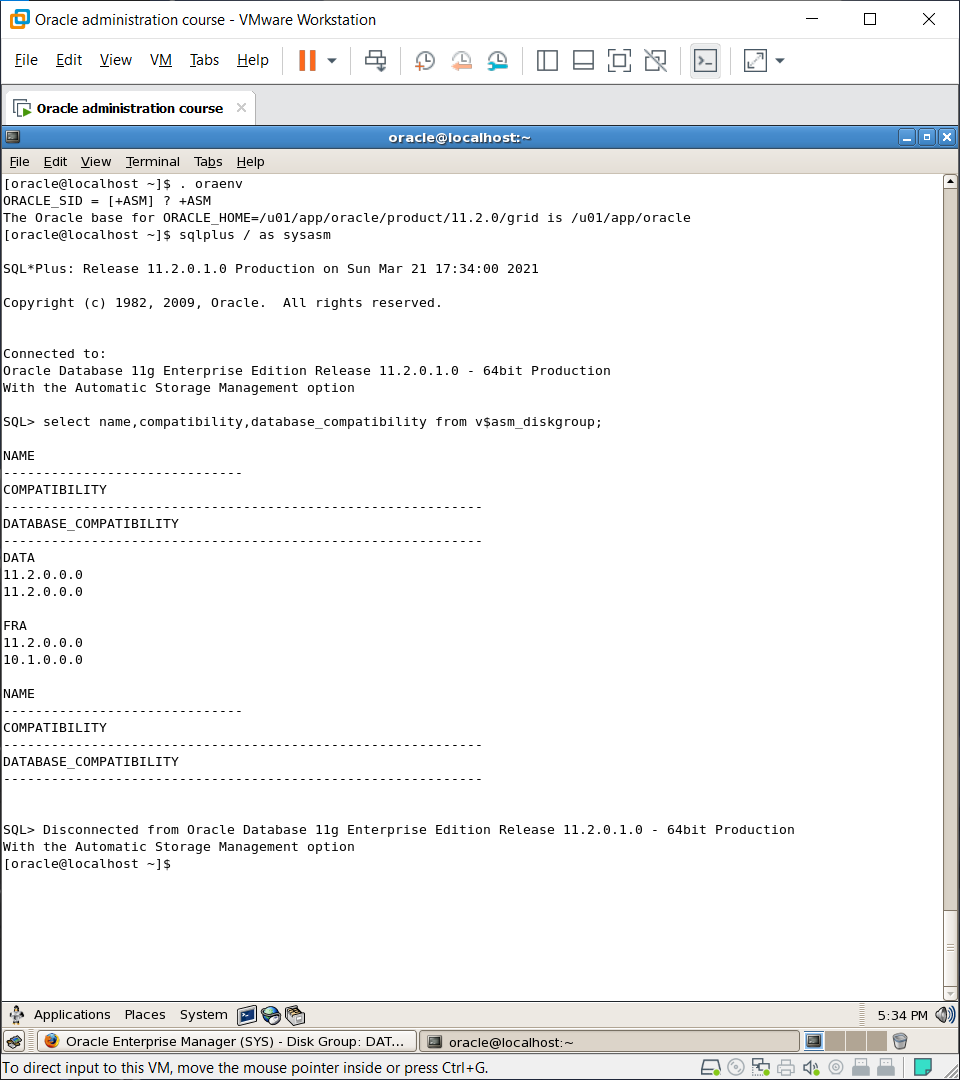 Oracle administration course - VMware Workstation
File Edit View VM Tabs Help
Oracle administration course
oracle@localhost:~
File Edit View Terminal Tabs Help
[oracle@localhost ~]$ . oraenv
ORACLE_SID = [+ASM] ? +ASM
The Oracle base for ORACLE_HOME=/u01/app/oracle/product/11.2.0/grid is /u01/app/oracle
[oracle@localhost ~]$ sqlplus / as sysasm
SQL*Plus: Release 11.2.0.1.0 Production on Sun Mar 21 17:34:00 2021
Copyright (c) 1982, 2009, Oracle.  All rights reserved.
Connected to:
Oracle Database 11g Enterprise Edition Release 11.2.0.1.0 - 64bit Production
With the Automatic Storage Management option
SQL> select name,compatibility,database_compatibility from v$asm_diskgroup;
NAME
------------------------------
COMPATIBILITY
------------------------------------------------------------
DATABASE_COMPATIBILITY
------------------------------------------------------------
DATA
11.2.0.0.0
11.2.0.0.0
FRA
11.2.0.0.0
10.1.0.0.0
NAME
------------------------------
COMPATIBILITY
------------------------------------------------------------
DATABASE_COMPATIBILITY
------------------------------------------------------------
SQL> Disconnected from Oracle Database 11g Enterprise Edition Release 11.2.0.1.0 - 64bit Production
With the Automatic Storage Management option
[oracle@localhost ~]$
Applications Places System 5:34 PM
Oracle Enterprise Manager (SYS) - Disk Group: DAT... oracle@localhost:~
To direct input to this VM, move the mouse pointer inside or press Ctrl+G.